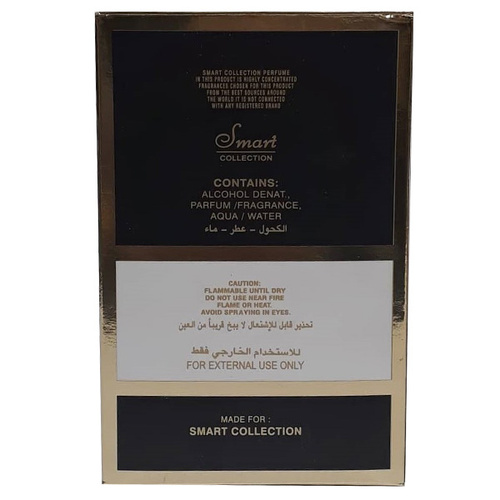 SMART COLLECTION PERFUME
IN THIS PRODUCT IS HIGHLY CONCENTRATED
FRAGRANCES CHOSEN FOR THIS PRODUCT
FROM THE BEST SOURCES AROUND
THE WORLD IT IS NOT CONNECTED
WITH ANY REGISTERED BRAND
Smart
COLLECTION
CONTAINS:
ALCOHOL DENAT.,
PARFUM /FRAGRANCE,
AQUA / WATER
الكحول - عطر - ماء
CAUTION:
FLAMMABLE UNTIL DRY
DO NOT USE NEAR FIRE
FLAME OR HEAT.
AVOID SPRAYING IN EYES.
تحذير قابل للإشتعال لا يبخ قريباً من العين
للاستخدام الخارجي فقط
FOR EXTERNAL USE ONLY
MADE FOR :
SMART COLLECTION